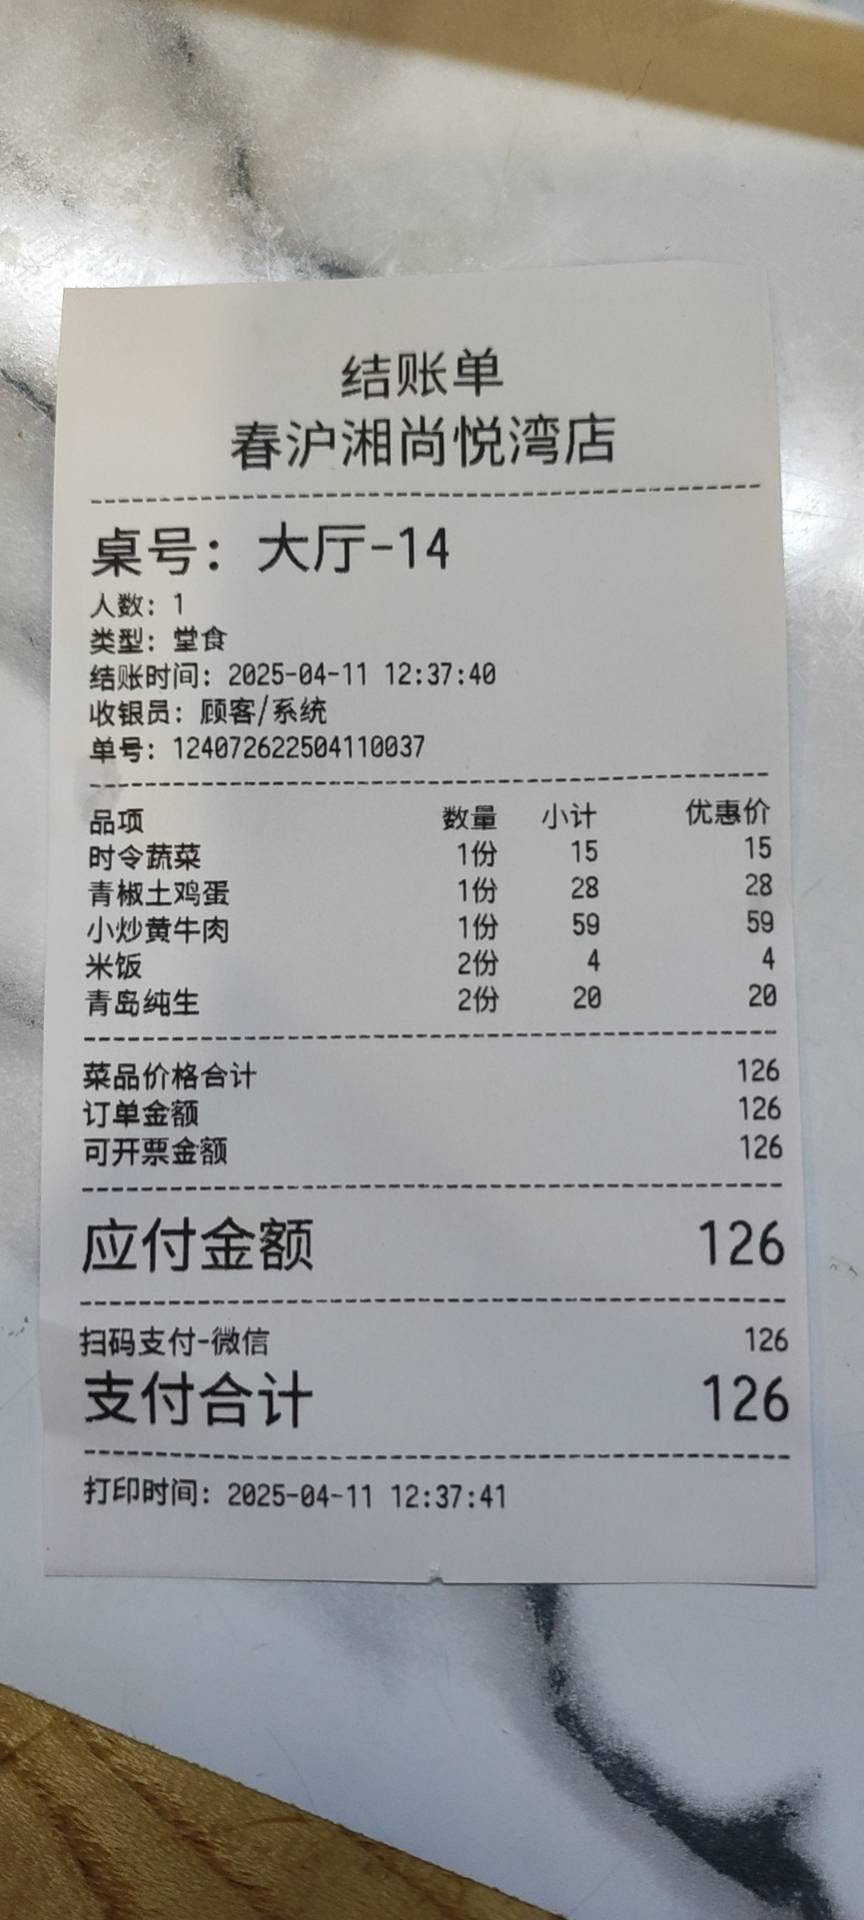 结账单
春沪湘尚悦湾店
桌号：大厅-14
人数：1
类型：堂食
结账时间：2025-04-11 12:37:40
收银员：顾客/系统
单号：124072622504110037
品项 数量 小计 优惠价
时令蔬菜 1份 15 15
青椒土鸡蛋 1份 28 28
小炒黄牛肉 1份 59 59
米饭 2份 4 4
青岛纯生 2份 20 20
菜品价格合计 126
订单金额 126
可开票金额 126
应付金额 126
扫码支付-微信 126
支付合计 126
打印时间：2025-04-11 12:37:41